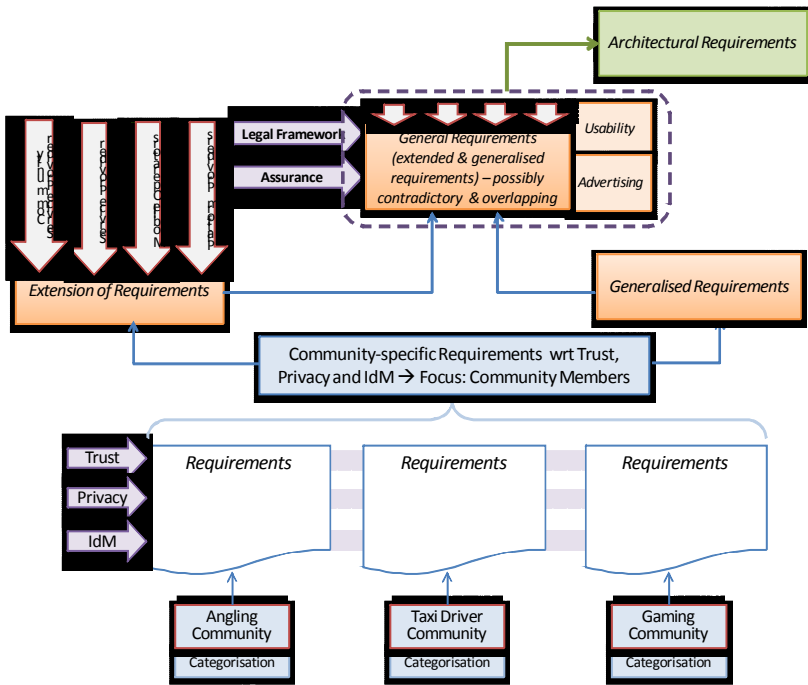 Architectural Requirements
Legal Framework
Assurance
General Requirements
(extended & generalised
requirements) – possibly
contradictory & overlapping
Usability
Advertising
Extension of Requirements
Generalised Requirements
Community-specific Requirements wrt Trust,
Privacy and IdM → Focus: Community Members
Trust
Privacy
IdM
Requirements
Requirements
Requirements
Angling
Community
Categorisation
Taxi Driver
Community
Categorisation
Gaming
Community
Categorisation